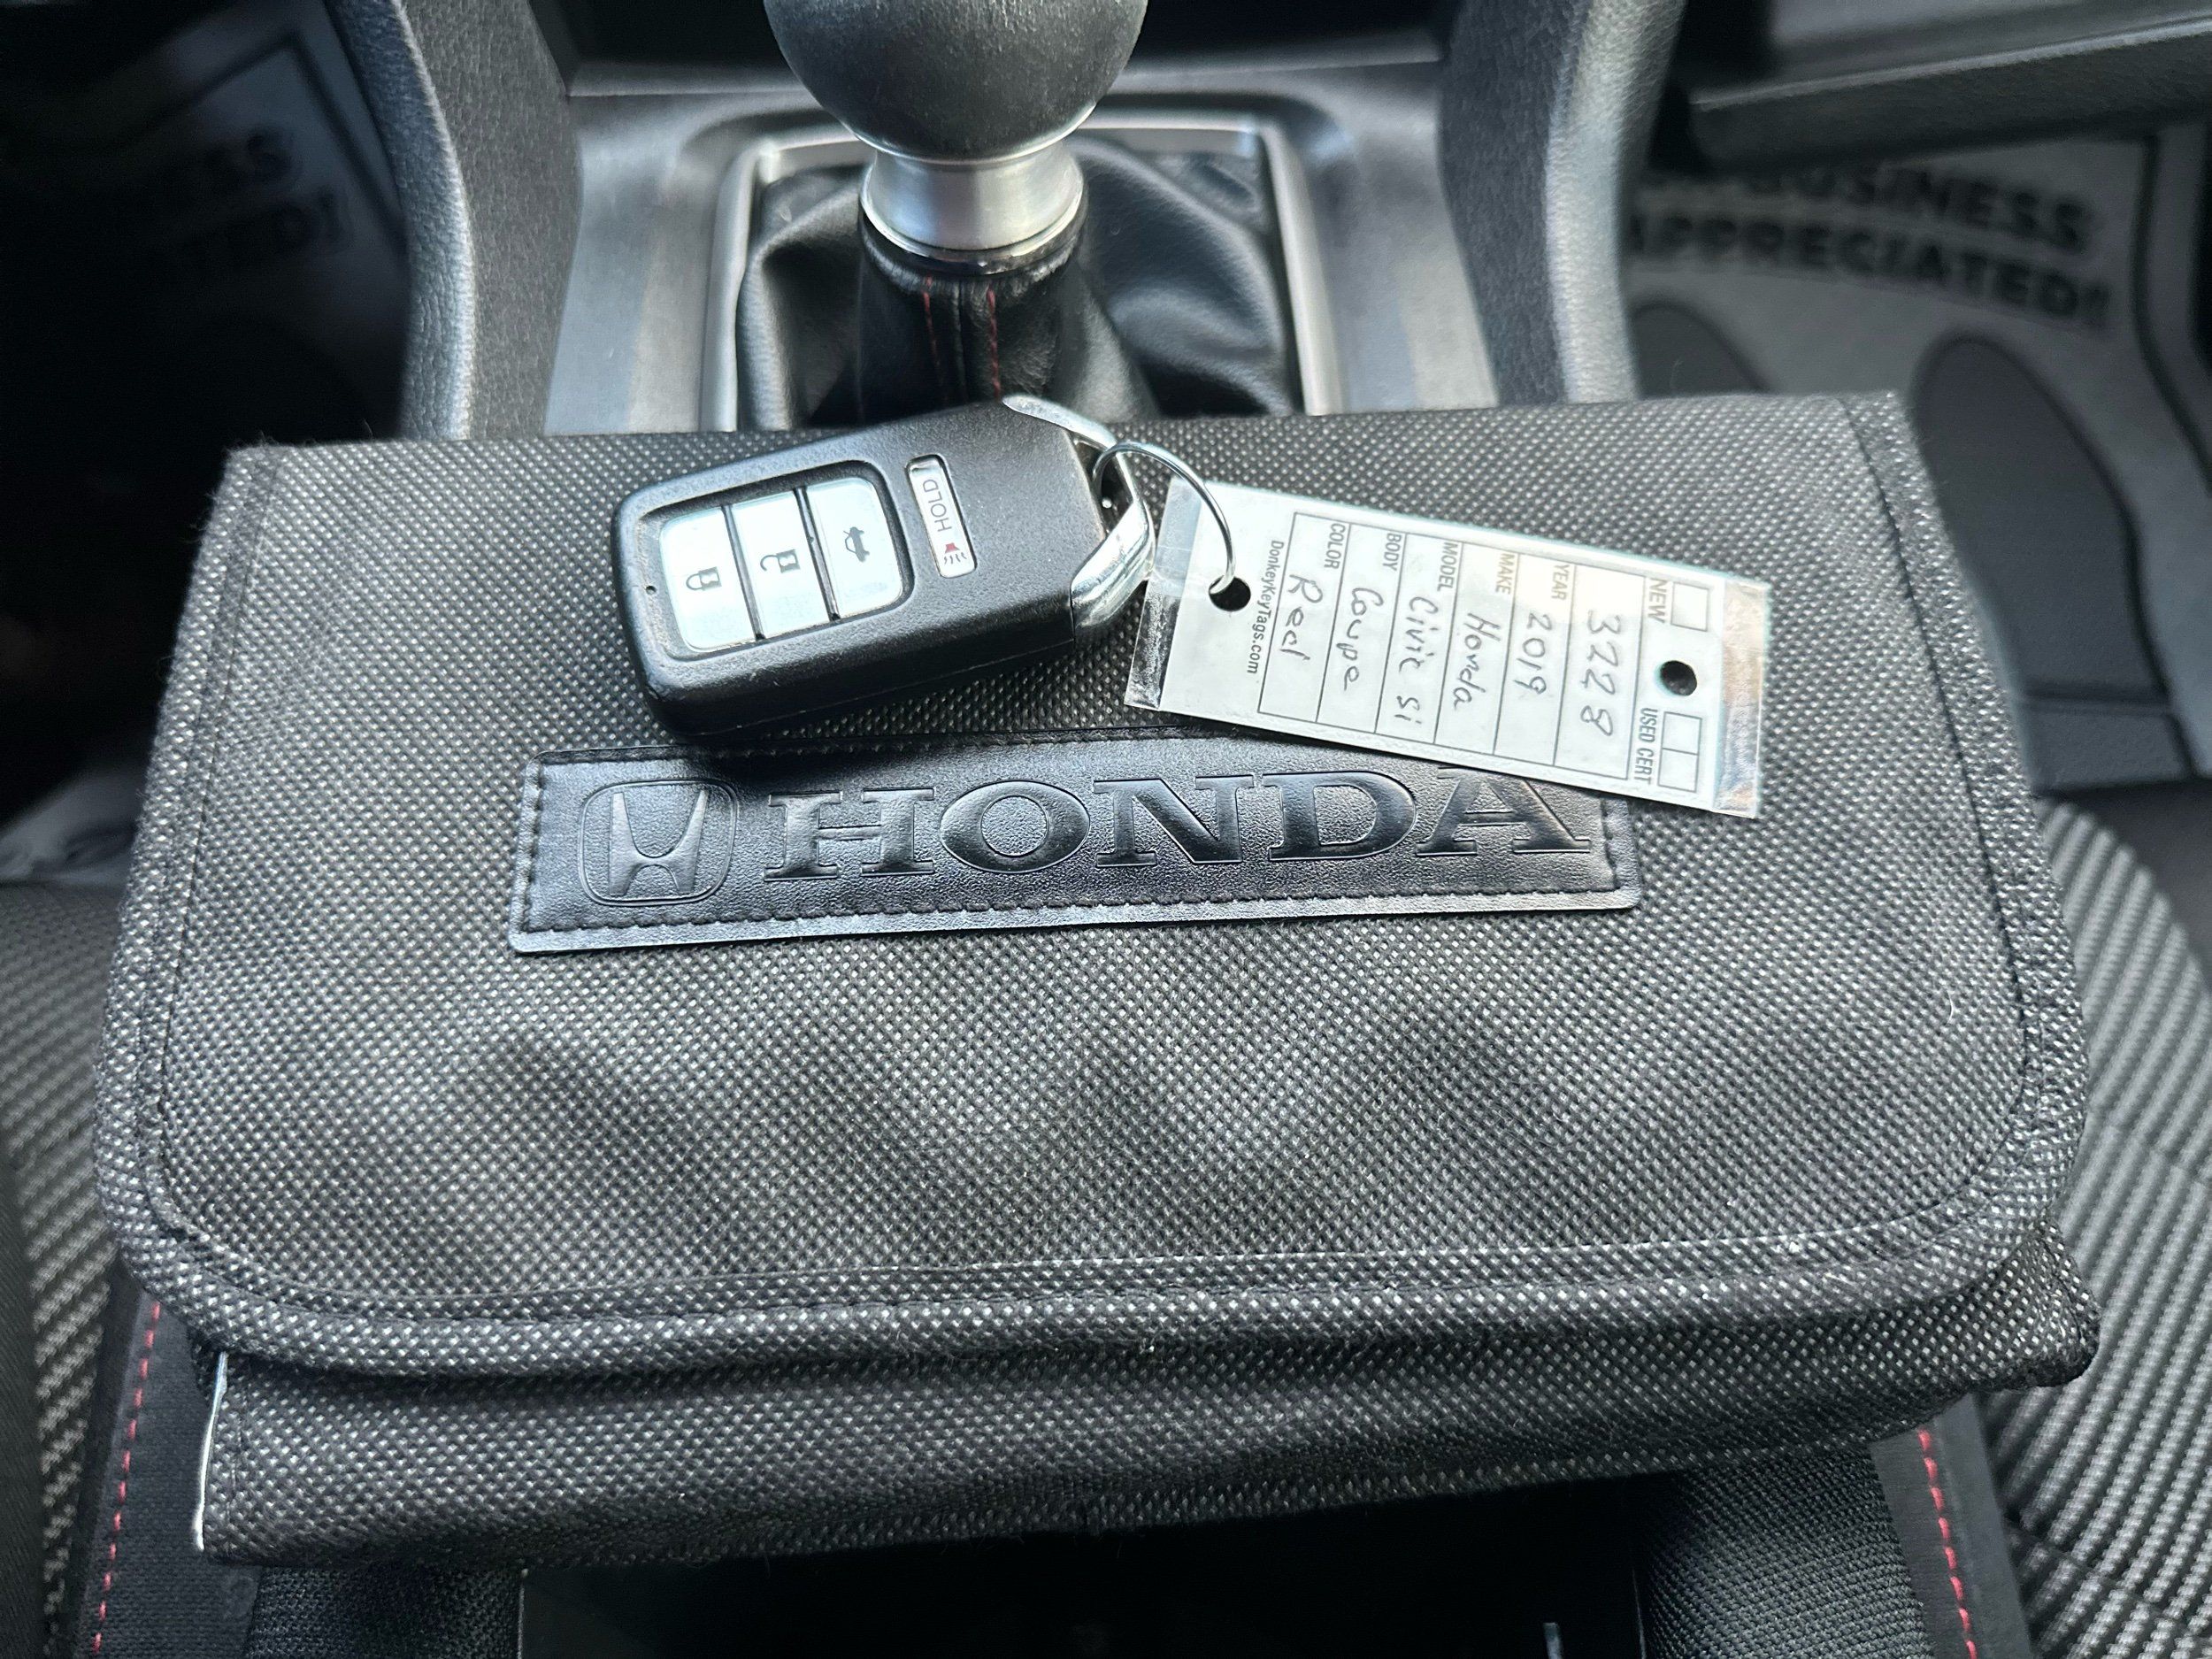 BUSINESS
APPRECIATED!
HOLD
NEW USED CERT
3228
YEAR 2019
MAKE Honda
MODEL Civic si
BODY Coupe
COLOR Red
DonkeyKeyTags.com
HONDA